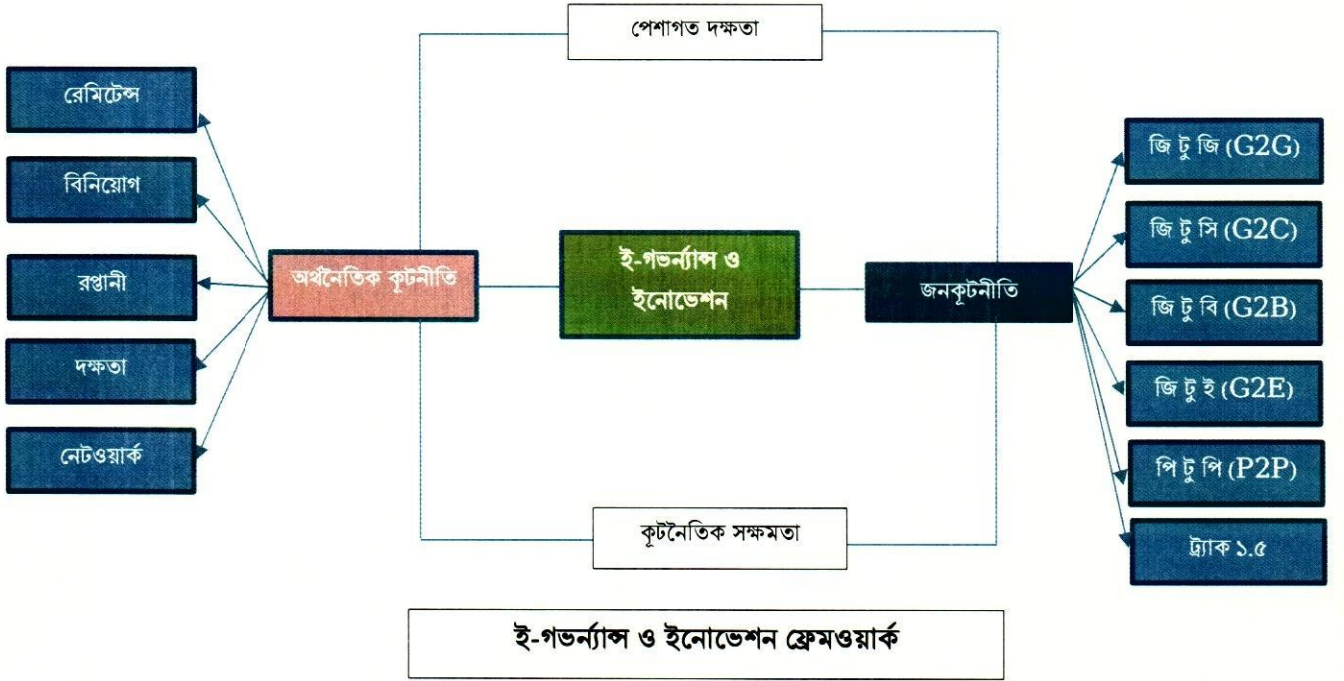 পেশাগত দক্ষতা
রেমিটেন্স
বিনিয়োগ
রপ্তানী
দক্ষতা
নেটওয়ার্ক
অর্থনৈতিক কূটনীতি
ই-গভর্ন্যান্স ও
ইনোভেশন
জনকূটনীতি
জি টু জি (G2G)
জি টু সি (G2C)
জি টু বি (G2B)
জি টু ই (G2E)
পি টু পি (P2P)
ট্র্যাক ১.৫
কূটনৈতিক সক্ষমতা
ই-গভর্ন্যান্স ও ইনোভেশন ফ্রেমওয়ার্ক